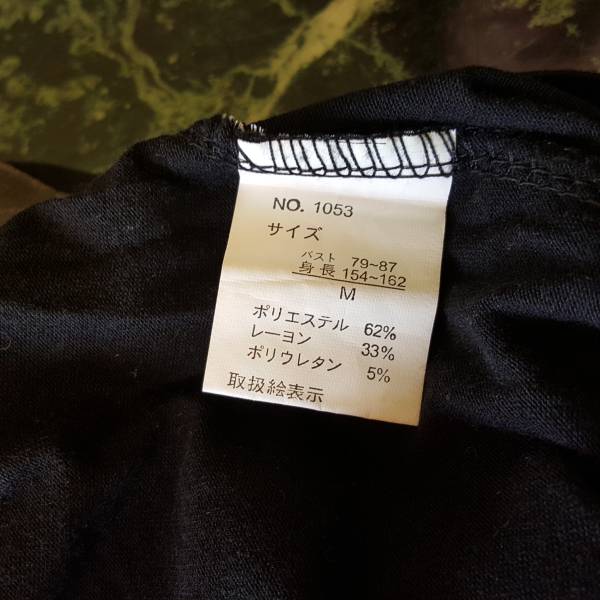 NO. 1053
サイズ
バスト 79~87
身長 154~162
M
ポリエステル 62%
レーヨン 33%
ポリウレタン 5%
取扱絵表示